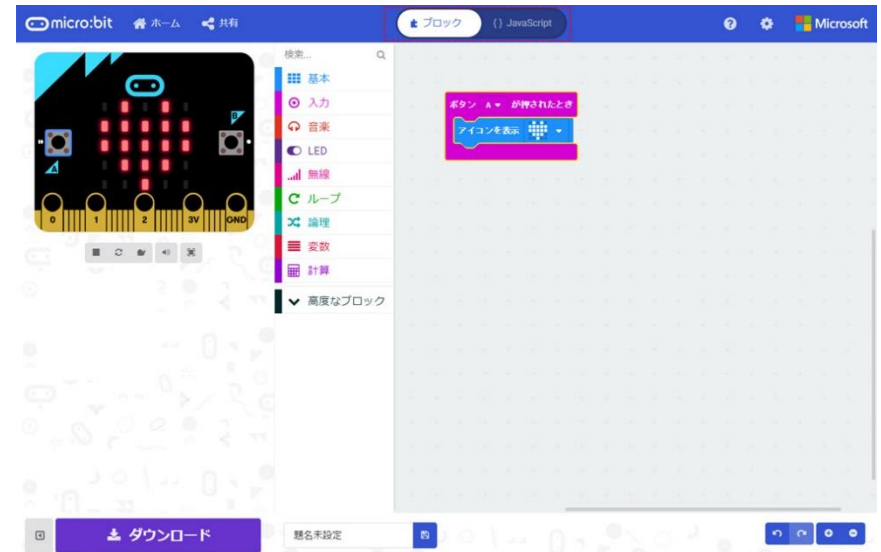 micro:bit
ホーム
共有
ブロック
{} JavaScript
Microsoft
検索...
基本
入力
音楽
LED
無線
ループ
論理
変数
計算
高度なブロック
ボタン A が押されたとき
アイコンを表示
A
B
0 1 2 3V GND
ダウンロード
題名未設定